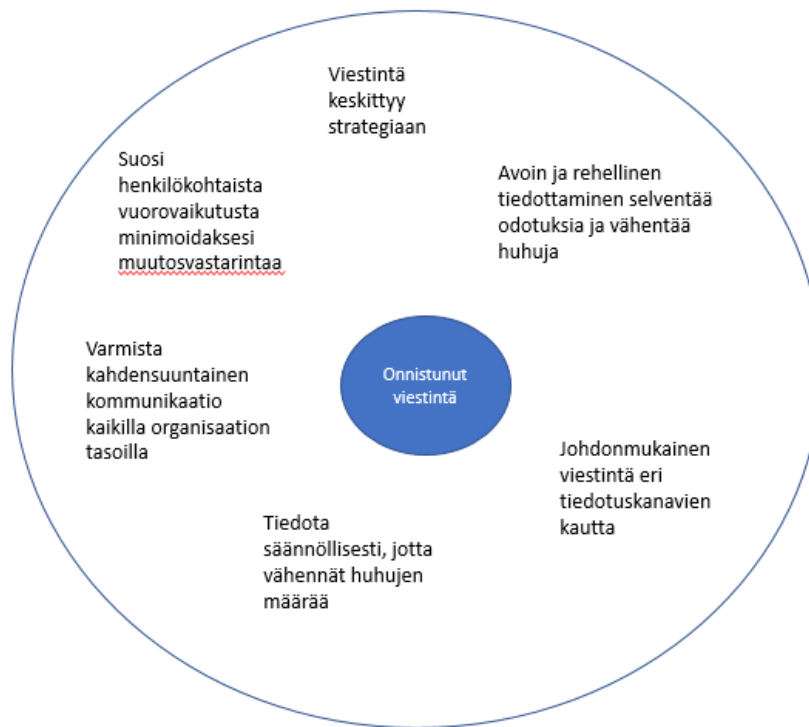 Viestintä
keskittyy
strategiaan
Suosi
henkilökohtaista
vuorovaikutusta
minimoidaksesi
muutosvastarintaa
Avoin ja rehellinen
tiedottaminen selventää
odotuksia ja vähentää
huhuja
Varmista
kahdensuuntainen
kommunikaatio
kaikilla organisaation
tasoilla
Onnistunut
viestintä
Johdonmukainen
viestintä eri
tiedotuskanavien
kautta
Tiedota
säännöllisesti, jotta
vähennät huhujen
määrää